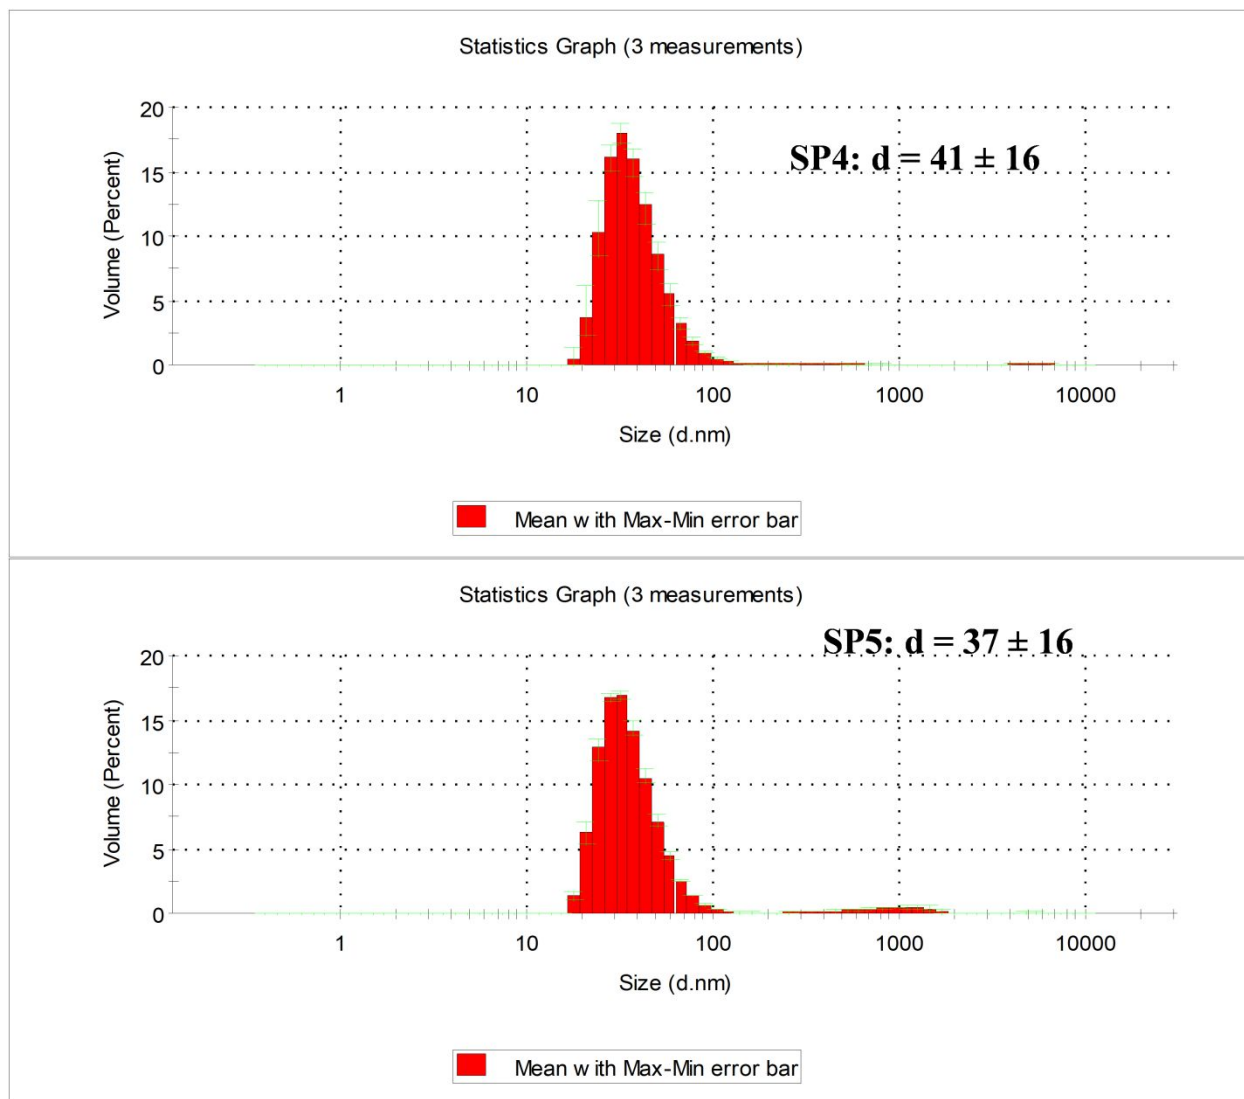 Statistics Graph (3 measurements)
SP4: d = 41 ± 16
Volume (Percent)
20
15
10
5
0
1 10 100 1000 10000
Size (d.nm)
Mean with Max-Min error bar
Statistics Graph (3 measurements)
SP5: d = 37 ± 16
Volume (Percent)
20
15
10
5
0
1 10 100 1000 10000
Size (d.nm)
Mean with Max-Min error bar